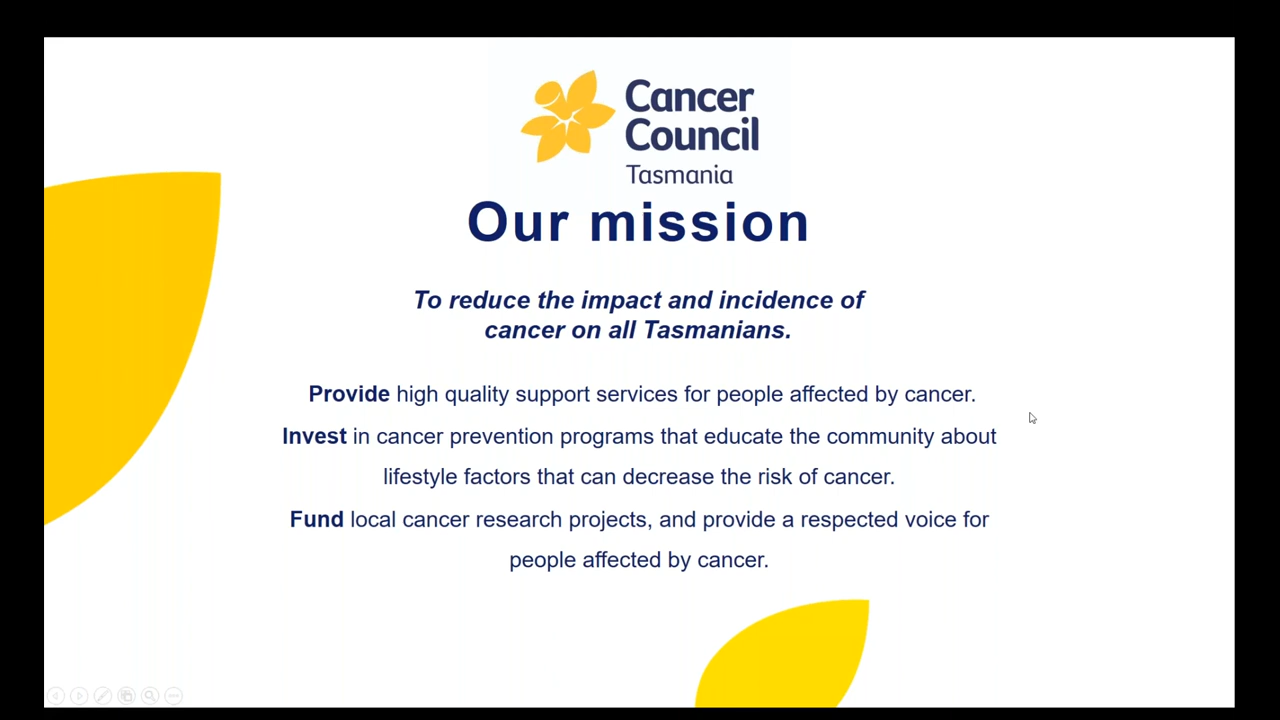 Cancer
Council
Tasmania
Our mission
To reduce the impact and incidence of
cancer on all Tasmanians.
Provide high quality support services for people affected by cancer.
Invest in cancer prevention programs that educate the community about
lifestyle factors that can decrease the risk of cancer.
Fund local cancer research projects, and provide a respected voice for
people affected by cancer.